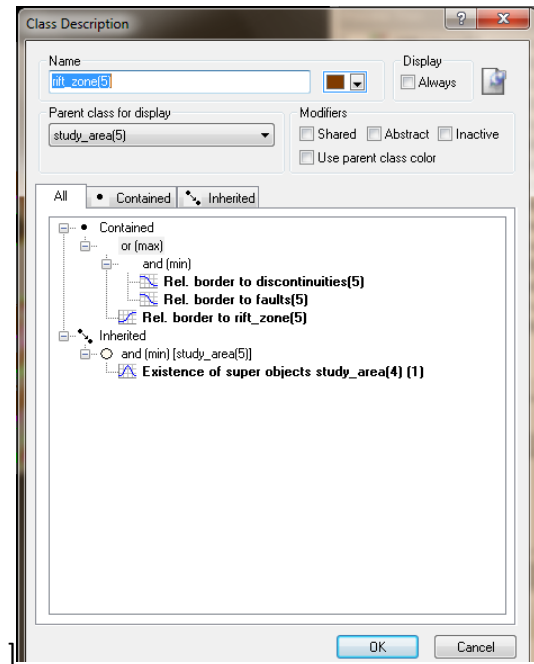 Class Description
Name
rift_zone(5)
Display
Always
Parent class for display
study_area(5)
Modifiers
Shared Abstract Inactive
Use parent class color
All Contained Inherited
Contained
or (max)
and (min)
Rel. border to discontinuities(5)
Rel. border to faults(5)
Rel. border to rift_zone(5)
Inherited
and (min) [study_area(5)]
Existence of super objects study_area(4) (1)
OK Cancel
]